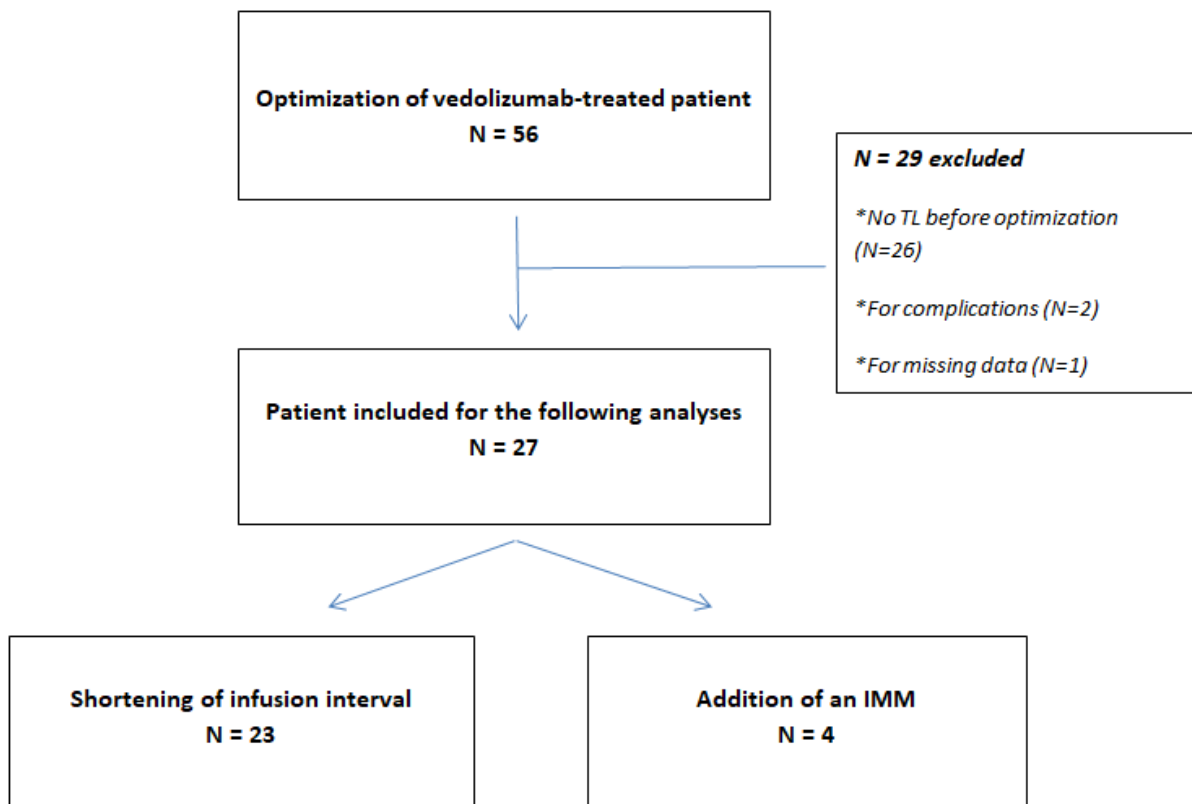 Optimization of vedolizumab-treated patient
N = 56
N = 29 excluded
*No TL before optimization
(N=26)
*For complications (N=2)
*For missing data (N=1)
Patient included for the following analyses
N = 27
Shortening of infusion interval
N = 23
Addition of an IMM
N = 4